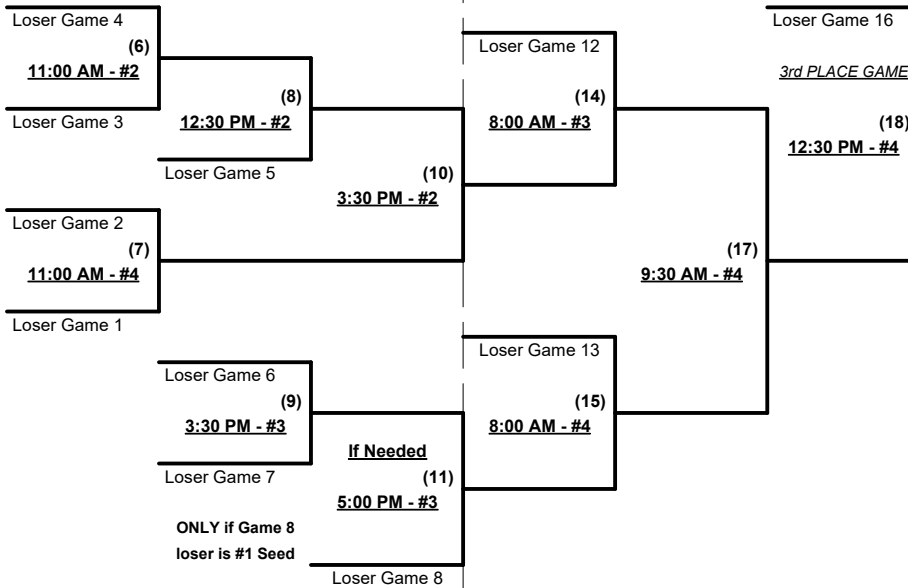 Loser Game 4
(6)
11:00 AM - #2
Loser Game 3
(8)
12:30 PM - #2
Loser Game 5
Loser Game 2
(7)
11:00 AM - #4
Loser Game 1
(10)
3:30 PM - #2
Loser Game 6
(9)
3:30 PM - #3
Loser Game 7
ONLY if Game 8
loser is #1 Seed
If Needed
(11)
5:00 PM - #3
Loser Game 8
Loser Game 12
(14)
8:00 AM - #3
Loser Game 13
(15)
8:00 AM - #4
(17)
9:30 AM - #4
Loser Game 16
3rd PLACE GAME
(18)
12:30 PM - #4